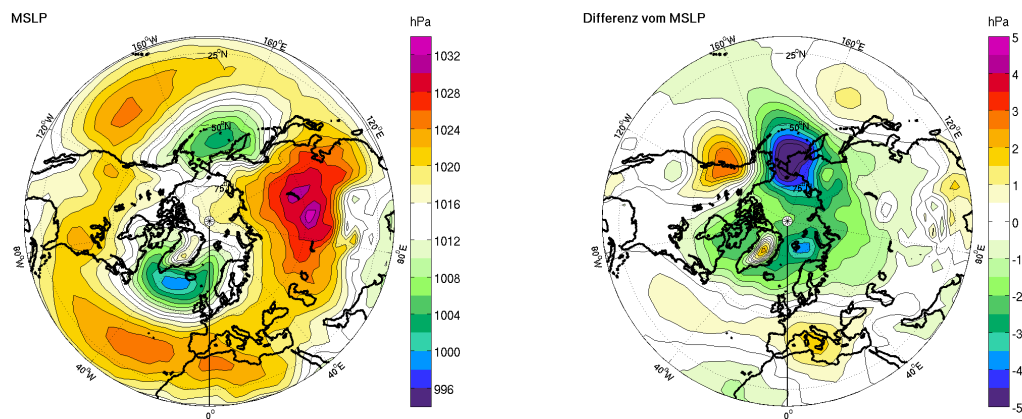 MSLP
hPa
160°W
160°E
25°N
120°W
120°E
50°N
75°N
80°W
80°E
40°W
40°E
0°
1032
1028
1024
1020
1016
1012
1008
1004
1000
996
Differenz vom MSLP
hPa
160°W
160°E
25°N
120°W
120°E
50°N
75°N
80°W
80°E
40°W
40°E
0°
5
4
3
2
1
0
-1
-2
-3
-4
-5